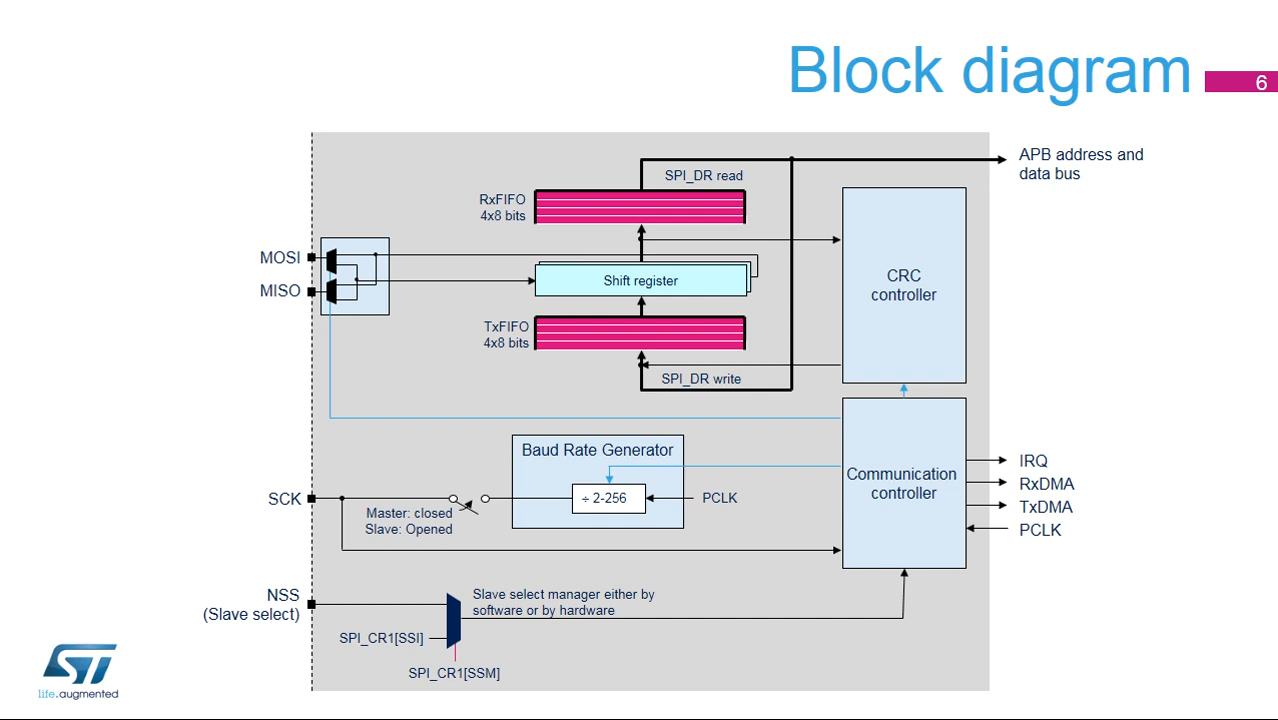 Block diagram
6
APB address and
data bus
SPI_DR read
RxFIFO
4x8 bits
MOSI
MISO
Shift register
CRC
controller
TxFIFO
4x8 bits
SPI_DR write
Baud Rate Generator
÷ 2-256
PCLK
Communication
controller
IRQ
RxDMA
TxDMA
PCLK
SCK
Master: closed
Slave: Opened
NSS
(Slave select)
Slave select manager either by
software or by hardware
SPI_CR1[SSI]
SPI_CR1[SSM]
ST
life.augmented